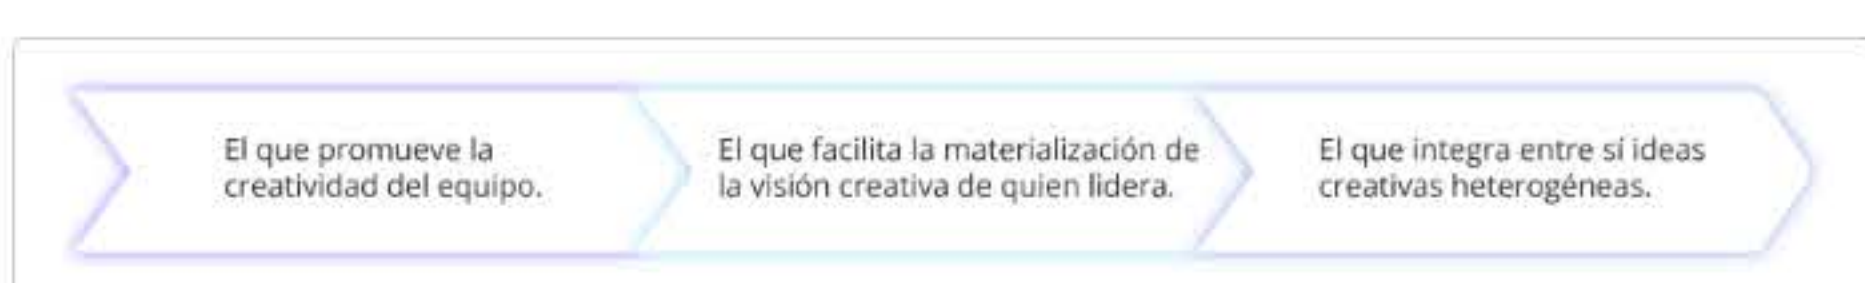 El que promueve la
creatividad del equipo.
El que facilita la materialización de
la visión creativa de quien lidera.
El que integra entre sí ideas
creativas heterogéneas.